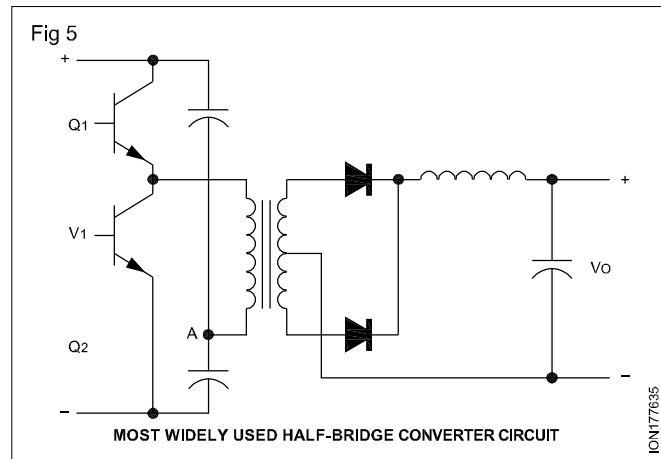 Fig 5
+
Q1
V1
A
Q2
–
+
VO
–
MOST WIDELY USED HALF-BRIDGE CONVERTER CIRCUIT
ION177635